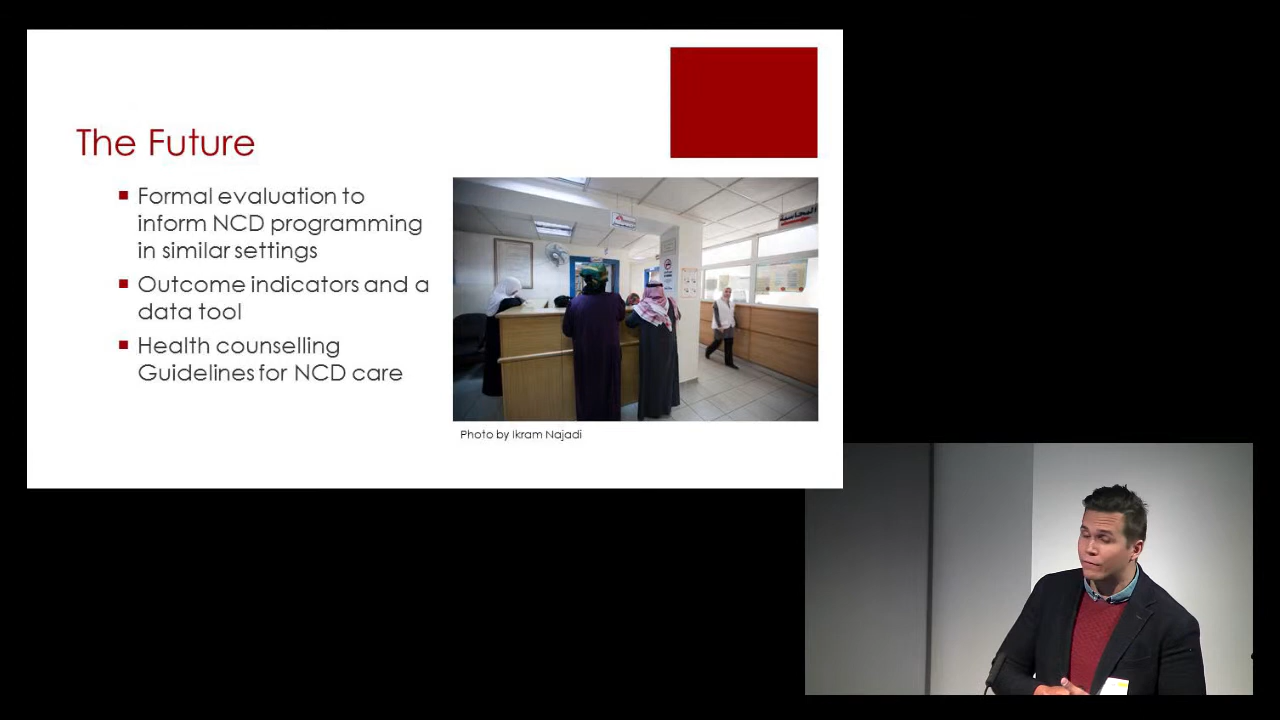 The Future
Formal evaluation to
inform NCD programming
in similar settings
Outcome indicators and a
data tool
Health counselling
Guidelines for NCD care
المحاسبة
Photo by Ikram Najadi